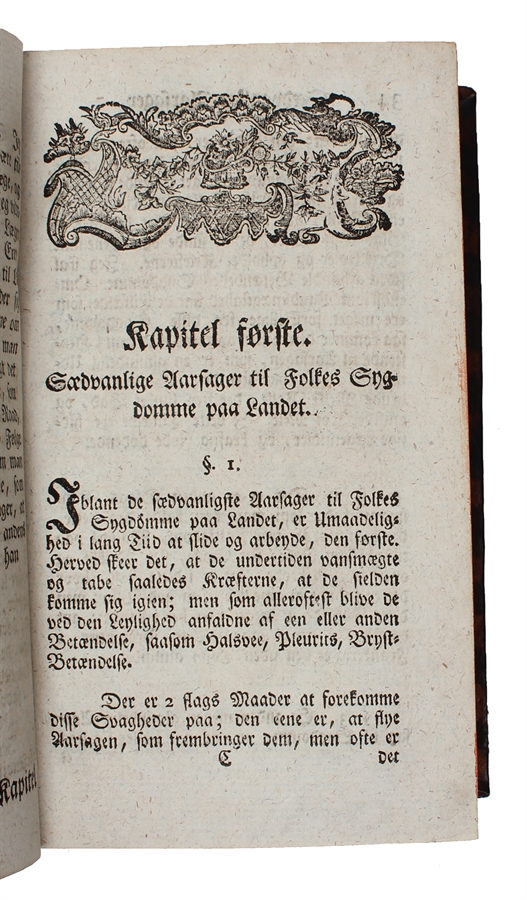 Kapitel første.
Sædvanlige Aarsager til Folkes Syg-
domme paa Landet.
§. 1.
Iblant de sædvanligste Aarsager til Folkes
Sygdömme paa Landet, er Umaadelig-
hed i lang Tiid at slide og arbeyde, den første.
Herved skeer det, at de undertiden vansmægte
og tabe saaledes Kræfterne, at de sielden
komme sig igien; men som alleroftest blive de
ved den Leylighed anfaldne af een eller anden
Betændelse, saasom Halsvee, Pleurits, Bryst-
Betændelse.
Der er 2 slags Maader at forekomme
disse Svagheder paa; den eene er, at flye
Aarsagen, som frembringer dem, men ofte er
C det
Kapitel